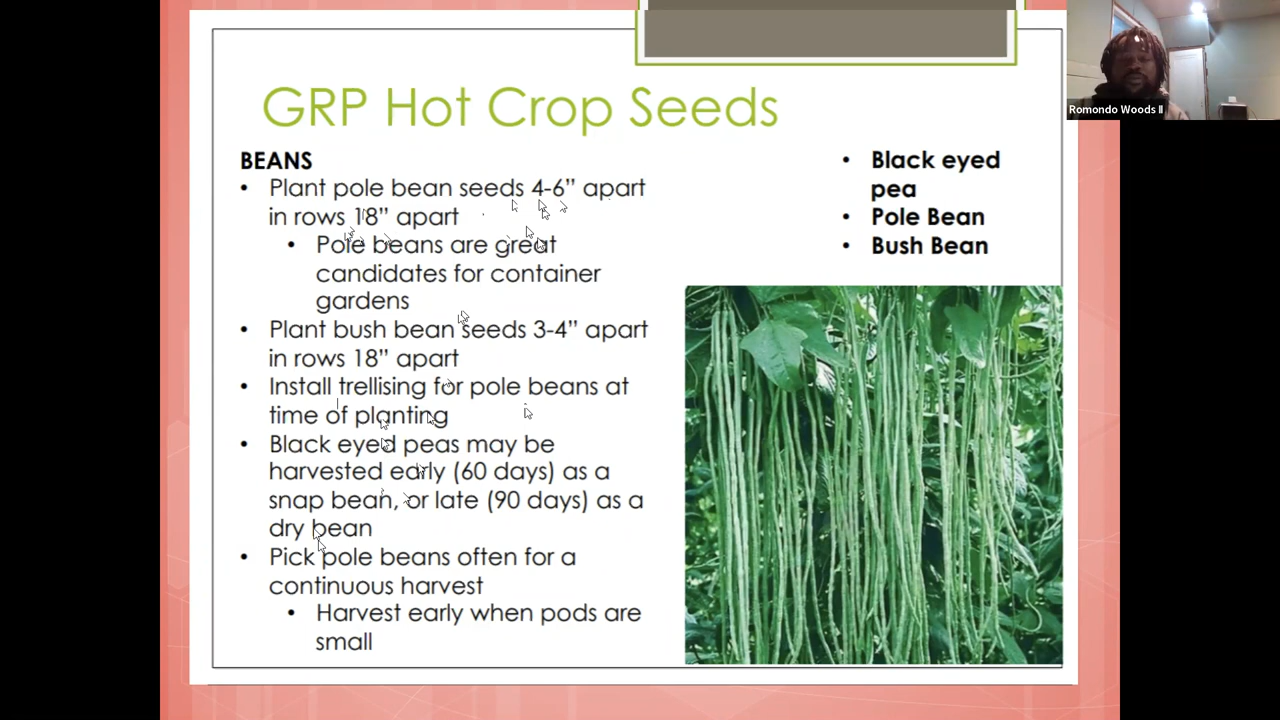 GRP Hot Crop Seeds
BEANS
• Plant pole bean seeds 4-6” apart
in rows 18” apart
• Pole beans are great
candidates for container
gardens
• Plant bush bean seeds 3-4” apart
in rows 18” apart
• Install trellising for pole beans at
time of planting
• Black eyed peas may be
harvested early (60 days) as a
snap bean, or late (90 days) as a
dry bean
• Pick pole beans often for a
continuous harvest
• Harvest early when pods are
small
• Black eyed
pea
• Pole Bean
• Bush Bean
Romondo Woods II